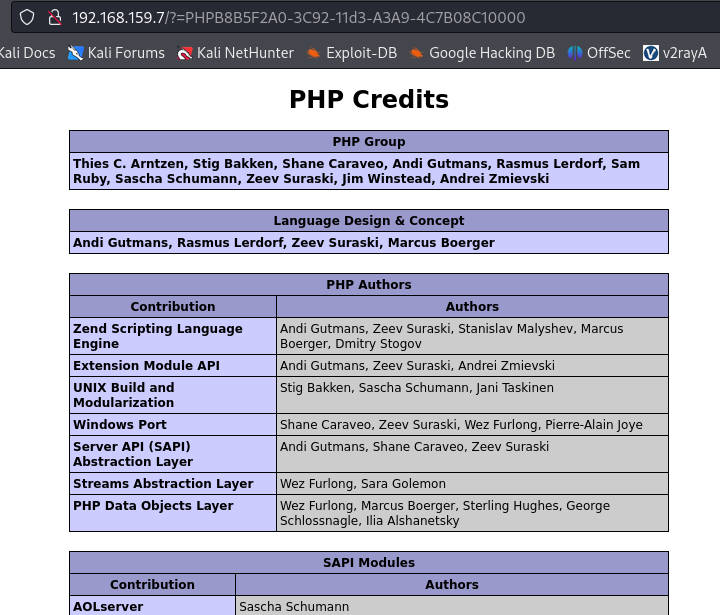 192.168.159.7/?=PHPB8B5F2A0-3C92-11d3-A3A9-4C7B08C10000
Kali Docs Kali Forums Kali NetHunter Exploit-DB Google Hacking DB OffSec v2rayA
PHP Credits
PHP Group
Thies C. Arntzen, Stig Bakken, Shane Caraveo, Andi Gutmans, Rasmus Lerdorf, Sam
Ruby, Sascha Schumann, Zeev Suraski, Jim Winstead, Andrei Zmievski
Language Design & Concept
Andi Gutmans, Rasmus Lerdorf, Zeev Suraski, Marcus Boerger
PHP Authors
Contribution Authors
Zend Scripting Language Andi Gutmans, Zeev Suraski, Stanislav Malyshev, Marcus
Engine Boerger, Dmitry Stogov
Extension Module API Andi Gutmans, Zeev Suraski, Andrei Zmievski
UNIX Build and Stig Bakken, Sascha Schumann, Jani Taskinen
Modularization
Windows Port Shane Caraveo, Zeev Suraski, Wez Furlong, Pierre-Alain Joye
Server API (SAPI) Andi Gutmans, Shane Caraveo, Zeev Suraski
Abstraction Layer
Streams Abstraction Layer Wez Furlong, Sara Golemon
PHP Data Objects Layer Wez Furlong, Marcus Boerger, Sterling Hughes, George
Schlossnagle, Ilia Alshanetsky
SAPI Modules
Contribution Authors
AOLserver Sascha Schumann